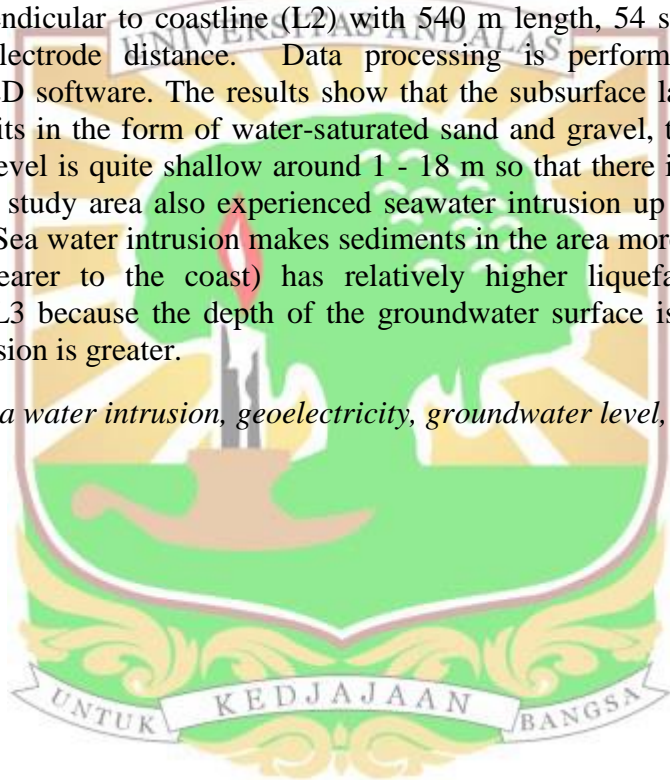 endicular to coastline (L2) with 540 m length, 54 s
lectrode distance. Data processing is perform
D software. The results show that the subsurface la
its in the form of water-saturated sand and gravel, t
evel is quite shallow around 1 - 18 m so that there i
study area also experienced seawater intrusion up
Sea water intrusion makes sediments in the area more
earer to the coast) has relatively higher liquefa
L3 because the depth of the groundwater surface is
sion is greater.
a water intrusion, geoelectricity, groundwater level,
UNIVERSITAS ANDALAS
UNTUK KEDJAJAAN BANGSA